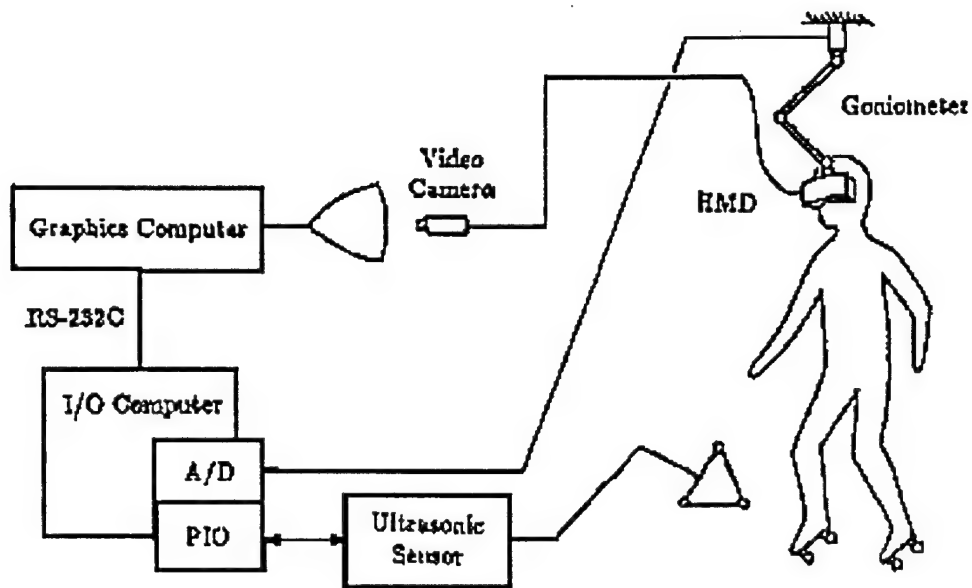 Goniometer
Video
Camera
HMD
Graphics Computer
RS-232C
I/O Computer
A/D
PIO
Ultrasonic
Sensor